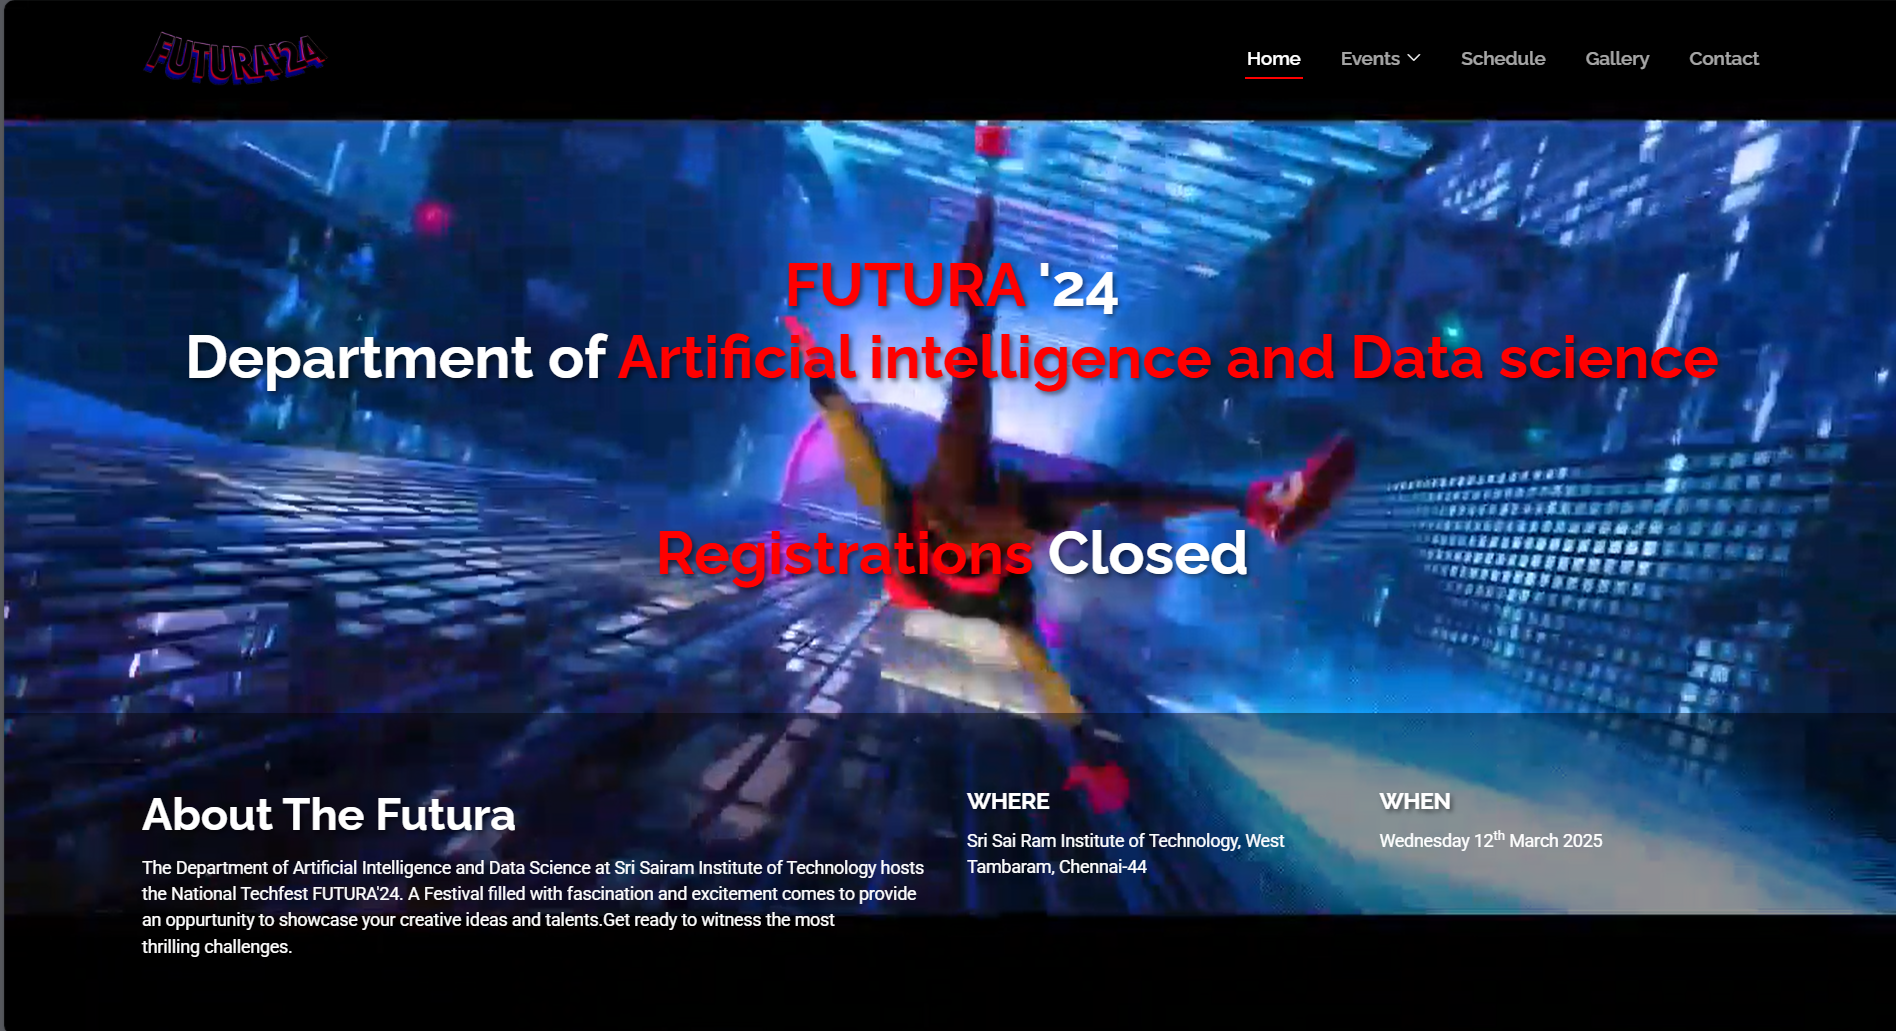 FUTURA'24
Home Events Schedule Gallery Contact
FUTURA '24
Department of Artificial intelligence and Data science
Registrations Closed
About The Futura
The Department of Artificial Intelligence and Data Science at Sri Sairam Institute of Technology hosts
the National Techfest FUTURA'24. A Festival filled with fascination and excitement comes to provide
an oppurtunity to showcase your creative ideas and talents.Get ready to witness the most
thrilling challenges.
WHERE
Sri Sai Ram Institute of Technology, West
Tambaram, Chennai-44
WHEN
Wednesday 12th March 2025